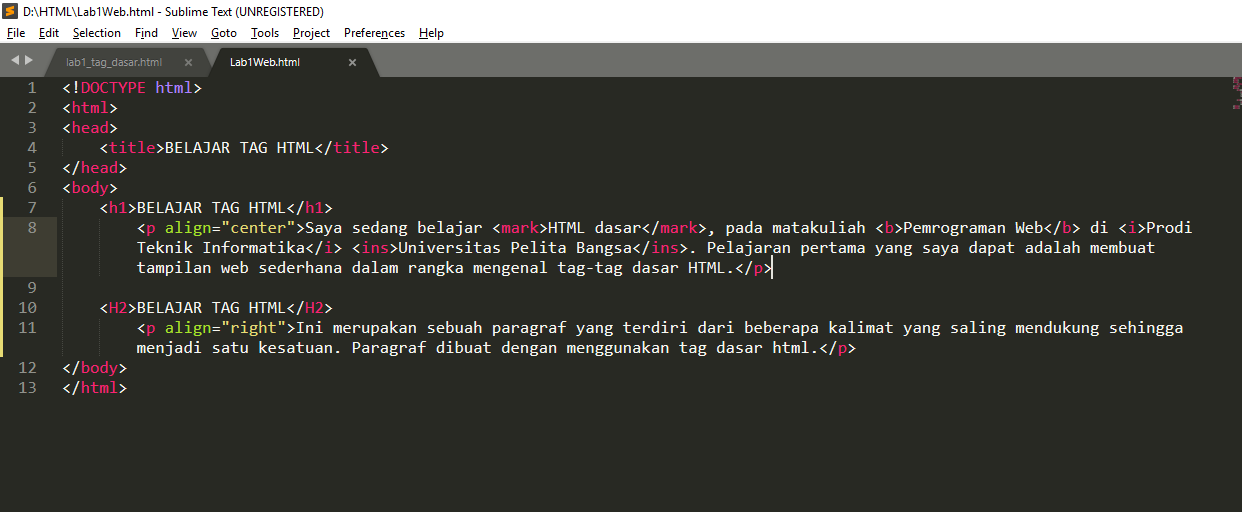 D:\HTML\Lab1Web.html - Sublime Text (UNREGISTERED)
File Edit Selection Find View Goto Tools Project Preferences Help
lab1_tag_dasar.html × Lab1Web.html ×
1 <!DOCTYPE html>
2 <html>
3 <head>
4 <title>BELAJAR TAG HTML</title>
5 </head>
6 <body>
7 <h1>BELAJAR TAG HTML</h1>
8 <p align="center">Saya sedang belajar <mark>HTML dasar</mark>, pada matakuliah <b>Pemrograman Web</b> di <i>Prodi
Teknik Informatika</i> <ins>Universitas Pelita Bangsa</ins>. Pelajaran pertama yang saya dapat adalah membuat
tampilan web sederhana dalam rangka mengenal tag-tag dasar HTML.</p>
9
10 <H2>BELAJAR TAG HTML</H2>
11 <p align="right">Ini merupakan sebuah paragraf yang terdiri dari beberapa kalimat yang saling mendukung sehingga
menjadi satu kesatuan. Paragraf dibuat dengan menggunakan tag dasar html.</p>
12 </body>
13 </html>